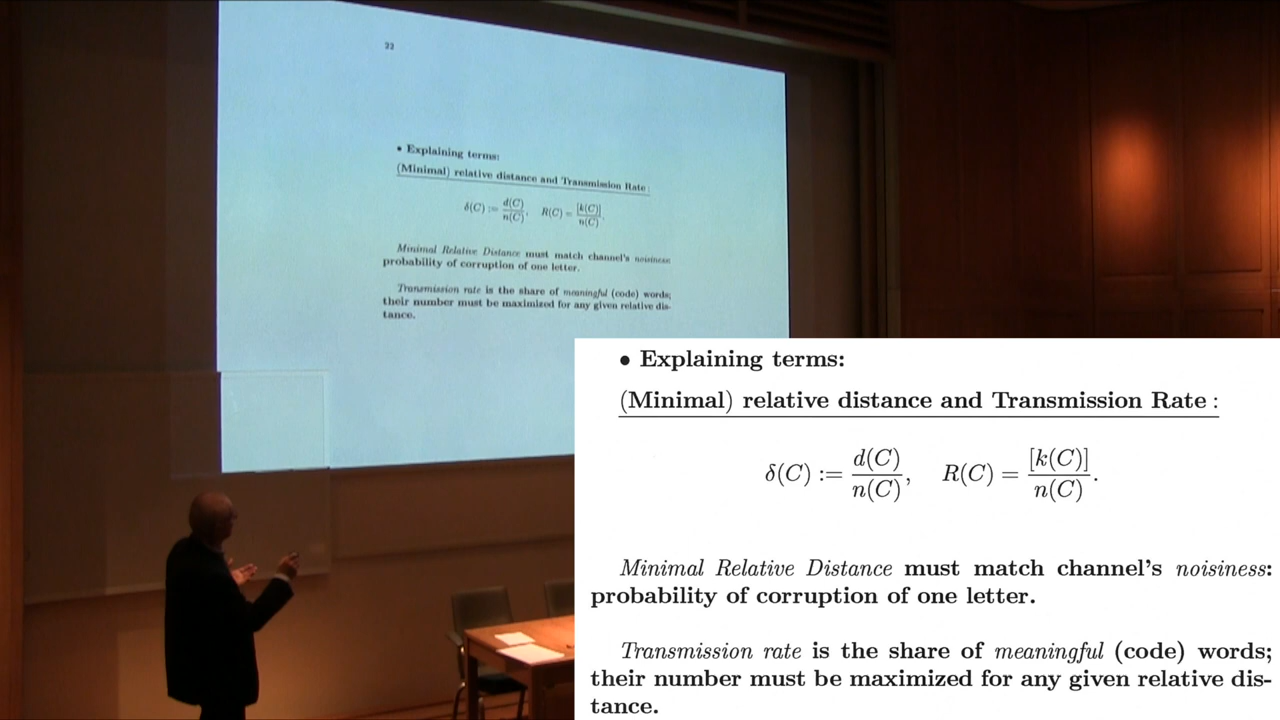 22
• Explaining terms:
(Minimal) relative distance and Transmission Rate :
δ(C) := d(C)/n(C), R(C) = [k(C)]/n(C).
Minimal Relative Distance must match channel's noisiness:
probability of corruption of one letter.
Transmission rate is the share of meaningful (code) words;
their number must be maximized for any given relative dis-
tance.
• Explaining terms:
(Minimal) relative distance and Transmission Rate :
δ(C) := d(C)/n(C), R(C) = [k(C)]/n(C).
Minimal Relative Distance must match channel's noisiness:
probability of corruption of one letter.
Transmission rate is the share of meaningful (code) words;
their number must be maximized for any given relative dis-
tance.